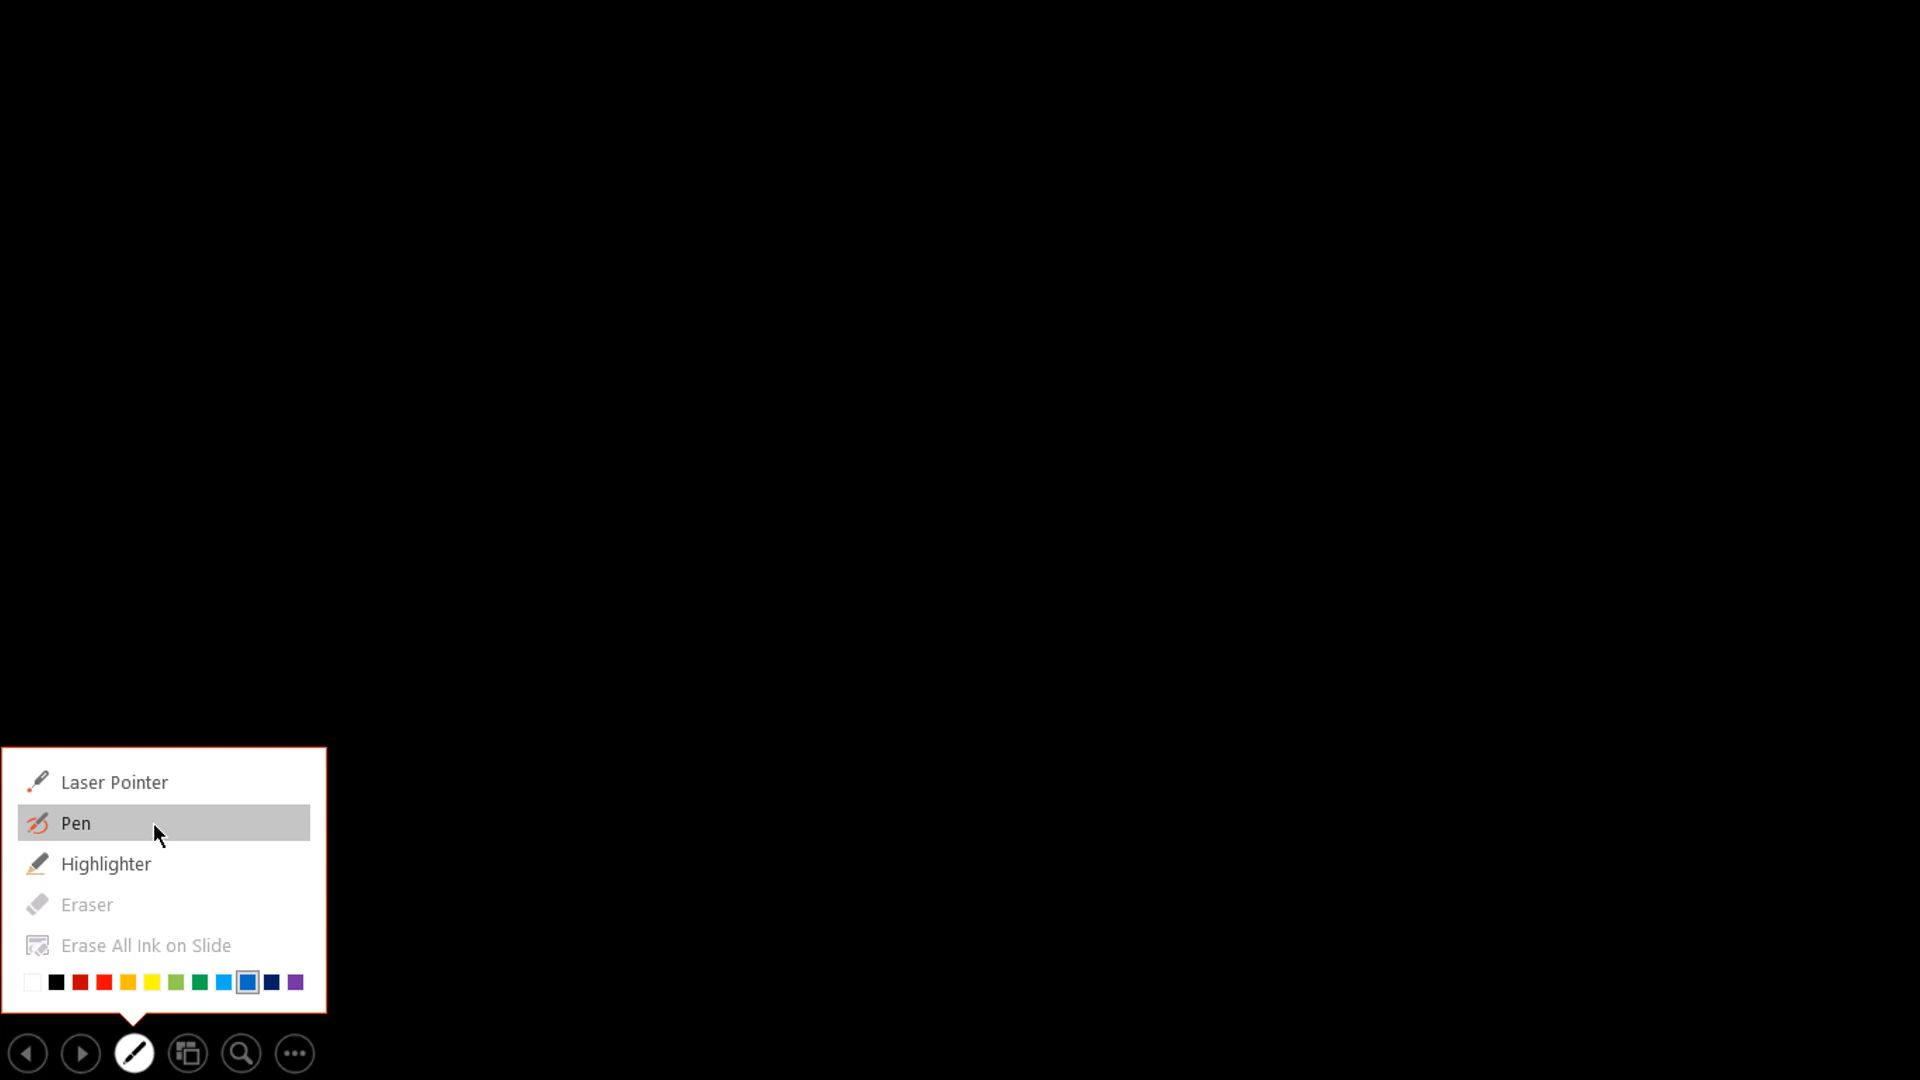 Laser Pointer
Pen
Highlighter
Eraser
Erase All Ink on Slide